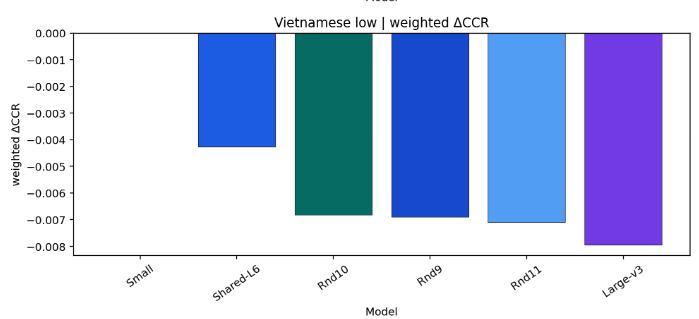 Model
Vietnamese low | weighted ΔCCR
weighted ΔCCR
0.000
−0.001
−0.002
−0.003
−0.004
−0.005
−0.006
−0.007
−0.008
Small
Shared-L6
Rnd10
Rnd9
Rnd11
Large-v3
Model